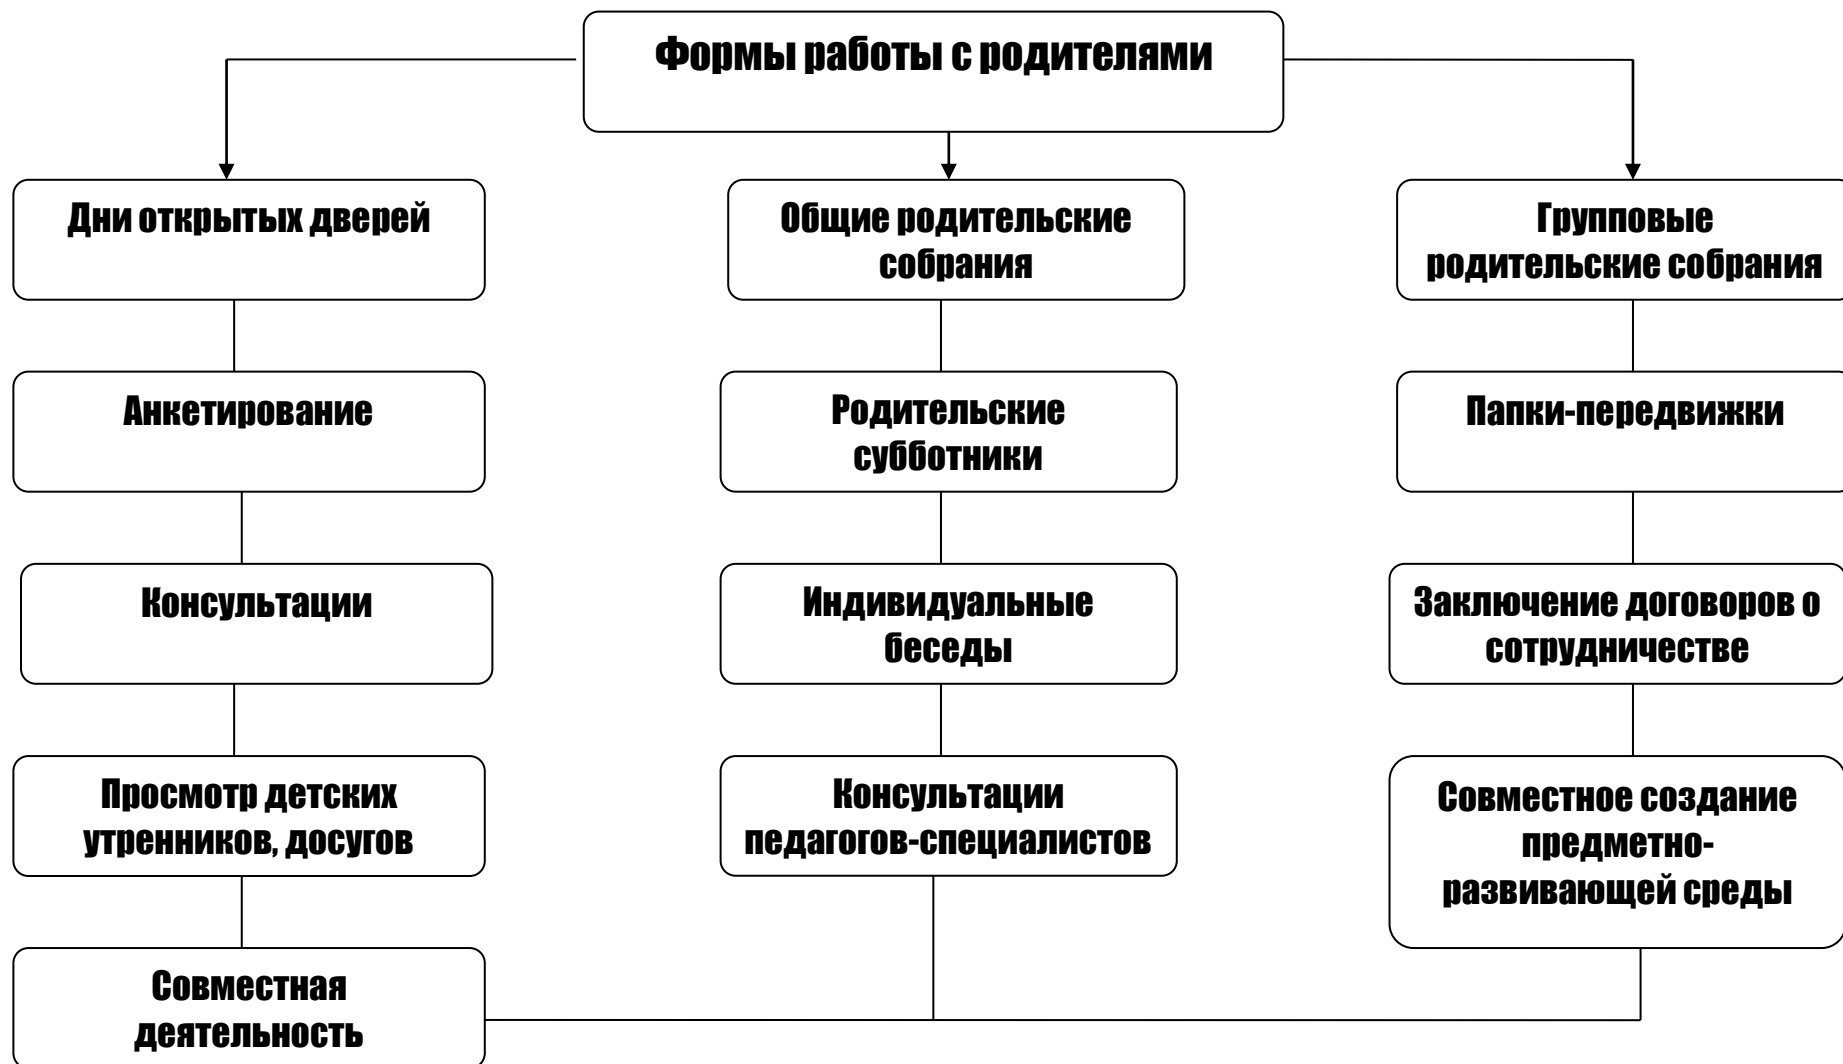 Формы работы с родителями
Дни открытых дверей
Общие родительские
собрания
Групповые
родительские собрания
Анкетирование
Родительские
субботники
Папки-передвижки
Консультации
Индивидуальные
беседы
Заключение договоров о
сотрудничестве
Просмотр детских
утренников, досугов
Консультации
педагогов-специалистов
Совместное создание
предметно-
развивающей среды
Совместная
деятельность